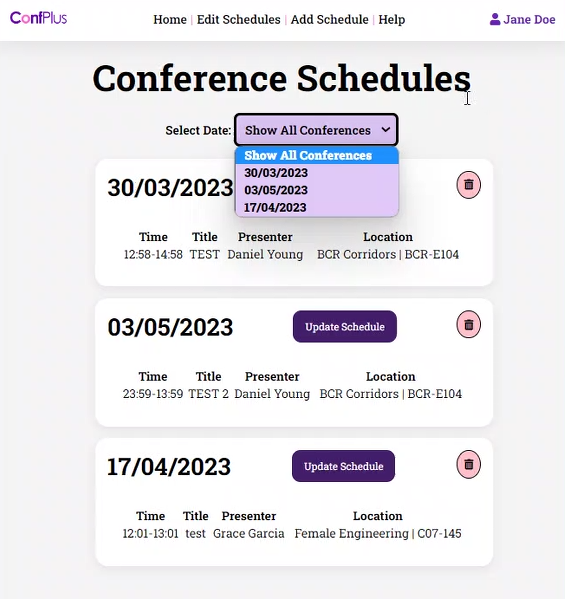 ConfPlus
Home | Edit Schedules | Add Schedule | Help
Jane Doe
Conference Schedules
Select Date: Show All Conferences
Show All Conferences
30/03/2023
03/05/2023
17/04/2023
30/03/2023
Time Title Presenter Location
12:58-14:58 TEST Daniel Young BCR Corridors | BCR-E104
03/05/2023 Update Schedule
Time Title Presenter Location
23:59-13:59 TEST 2 Daniel Young BCR Corridors | BCR-E104
17/04/2023 Update Schedule
Time Title Presenter Location
12:01-13:01 test Grace Garcia Female Engineering | C07-145